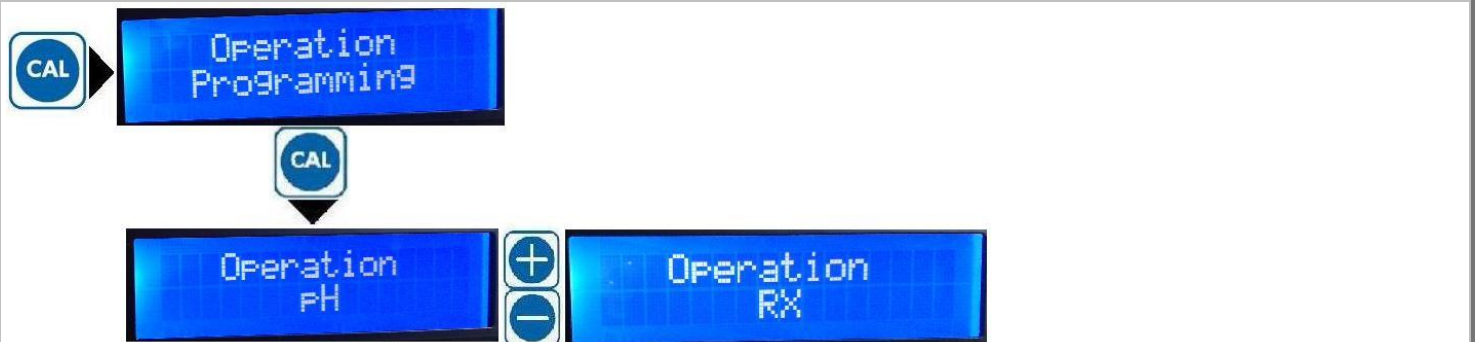 CAL
Operation
Programming
CAL
Operation
pH
+
-
Operation
RX